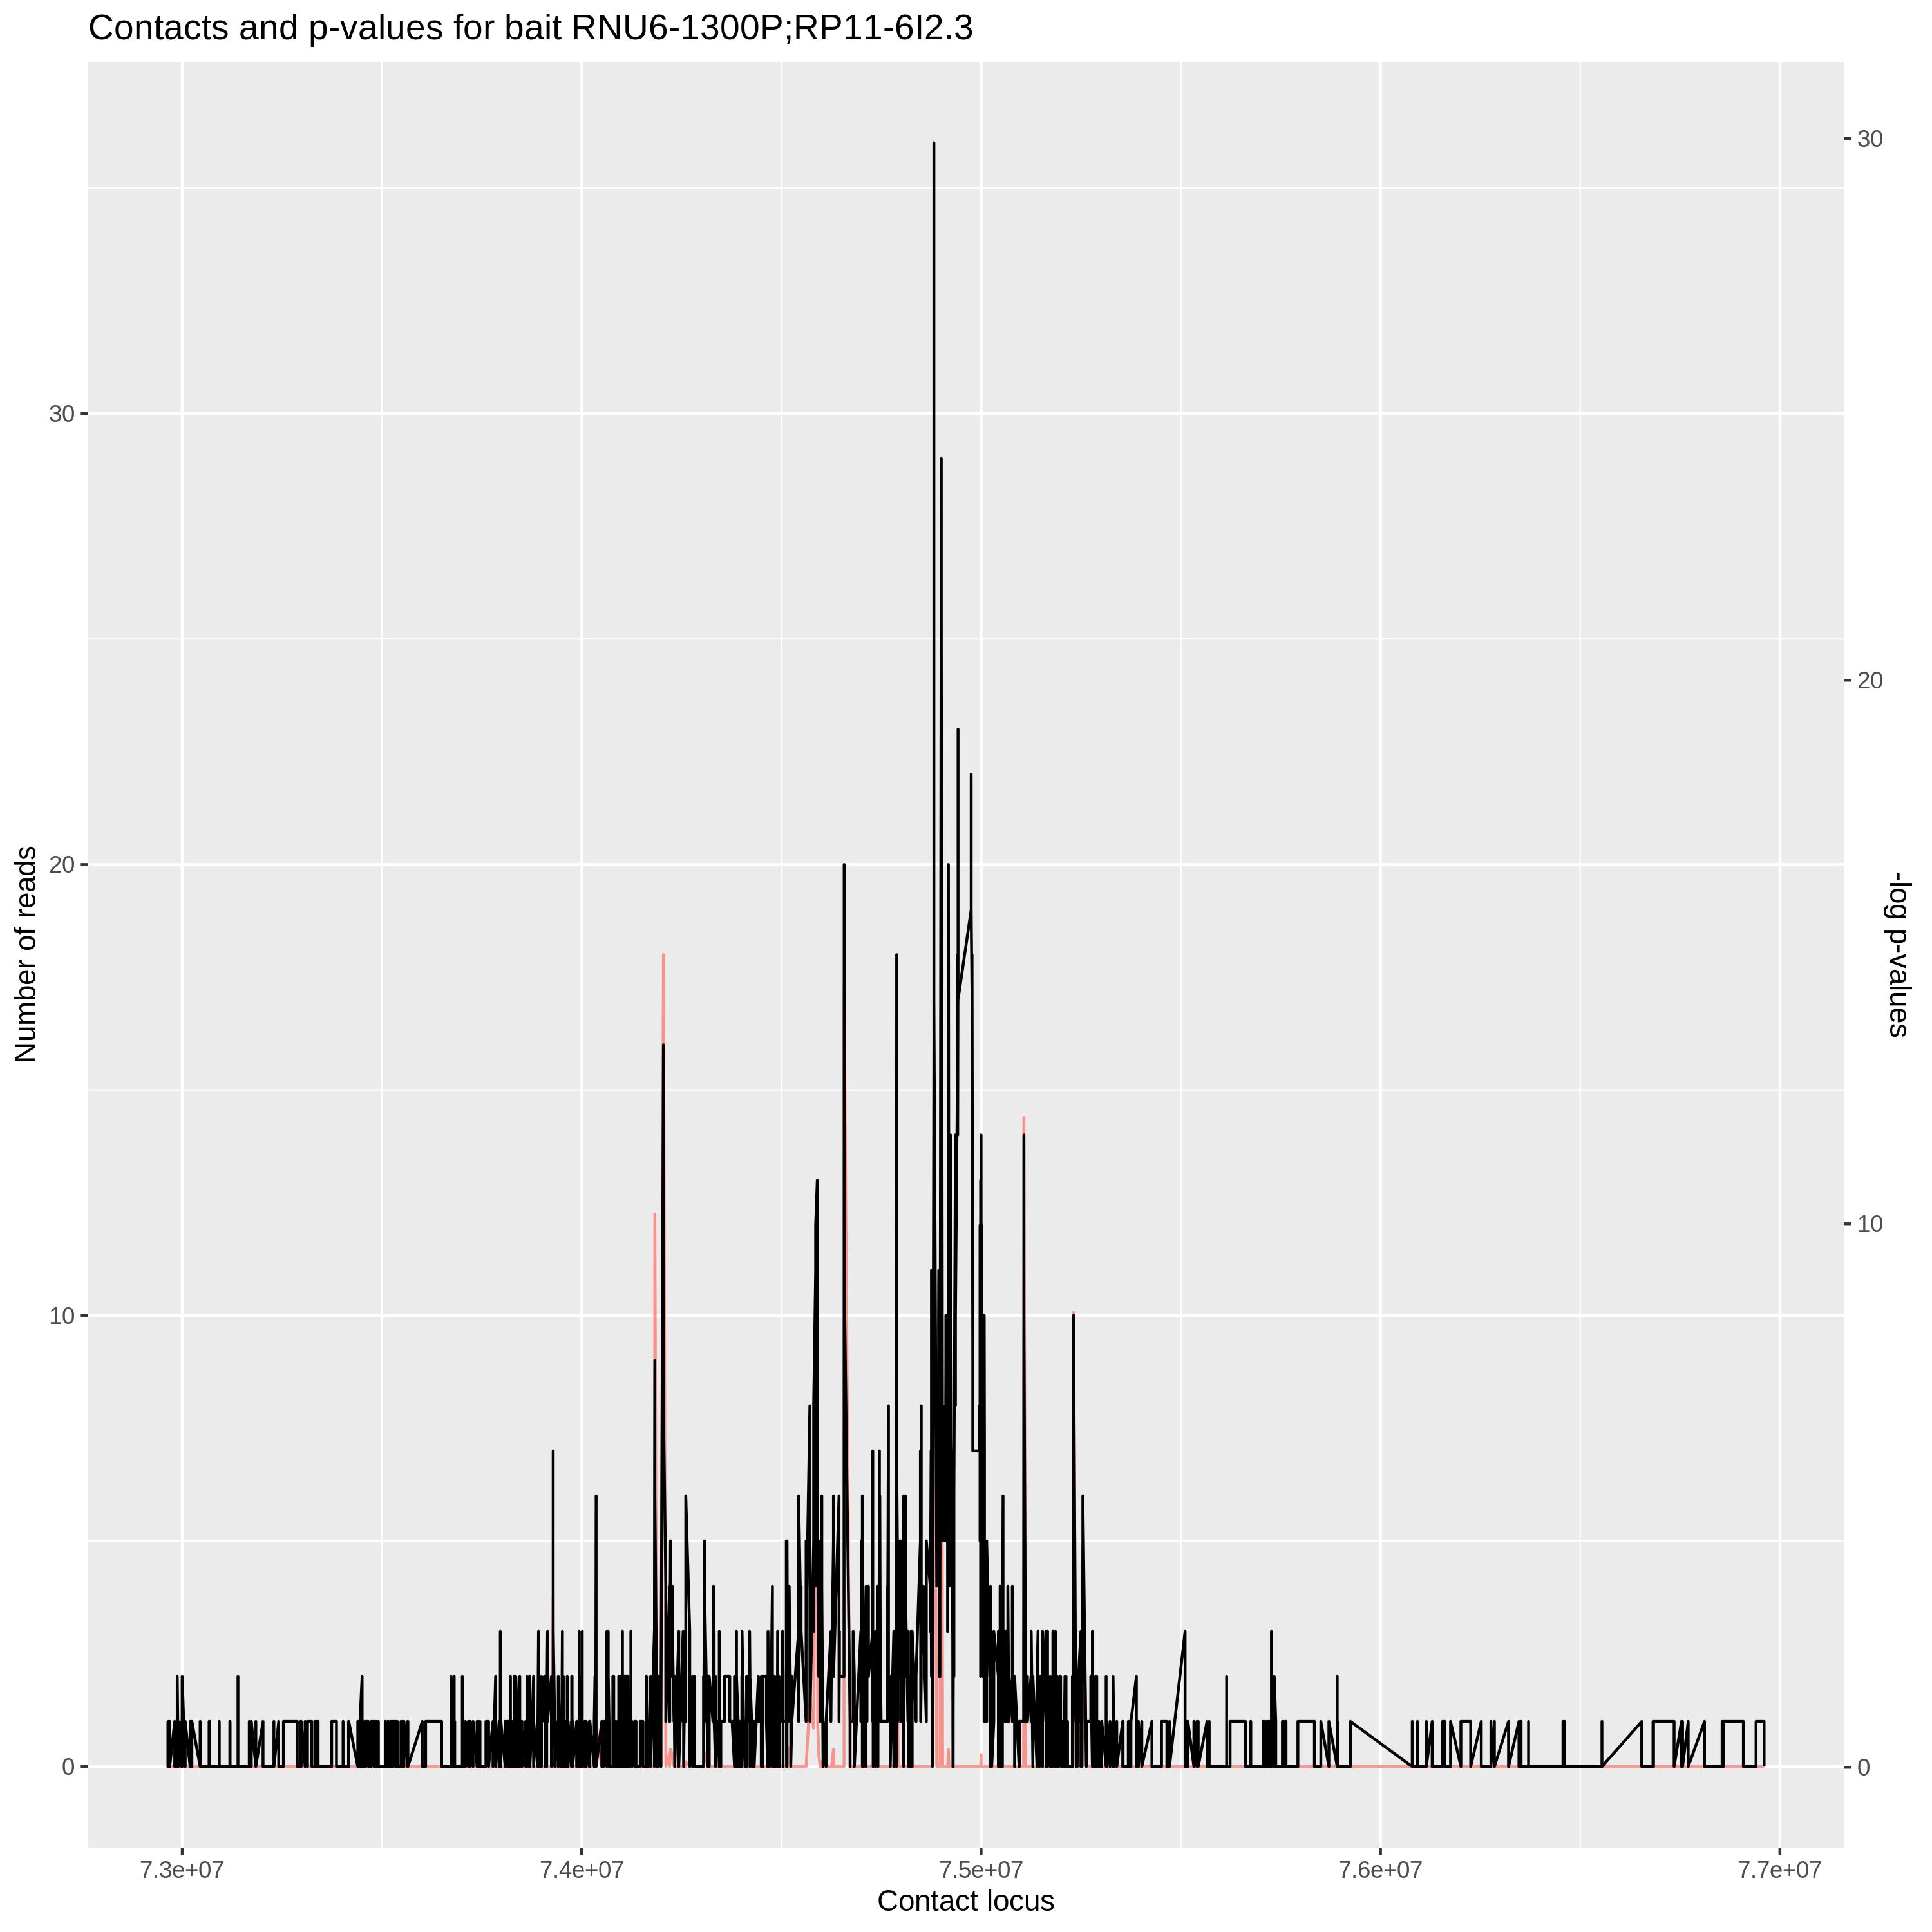 Contacts and p-values for bait RNU6-1300P;RP11-6I2.3
30
20
10
0
Number of reads
30
20
10
0
-log p-values
7.3e+07 7.4e+07 7.5e+07 7.6e+07 7.7e+07
Contact locus